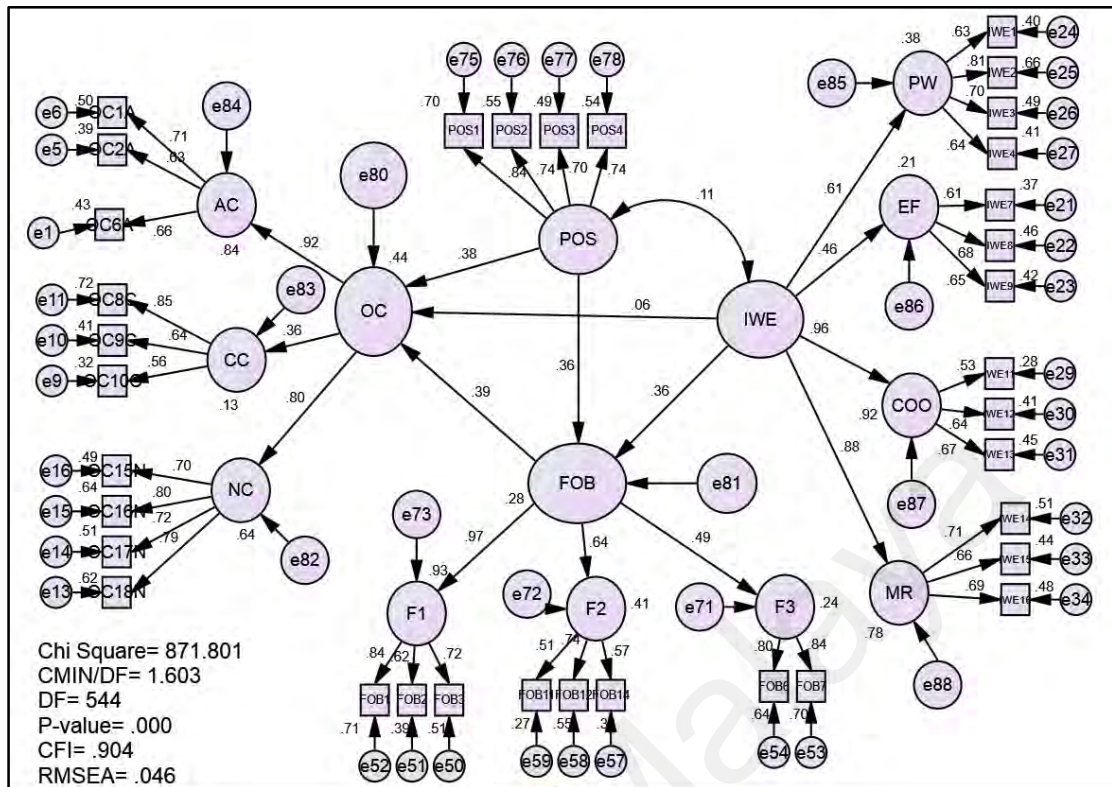 e75 e76 e77 e78
.70 .55 .49 .54
POS1 POS2 POS3 POS4
.84 .74 .70 .74
POS
e6 .50 OC1A
e5 .39 OC2A
e1 .43 OC6A
.71
.63
.66
e84
AC
.84
e80
.92
.44
OC
.38
.06
.11
.36
.36
.39
IWE
e11 .72 OC8C
e10 .41 OC9C
e9 .32 OC10C
.85
.64
.56
e83
CC
.13
.36
.80
e16 .49 OC15N
e15 .64 OC16N
e14 .51 OC17N
e13 .62 OC18N
.70
.80
.72
.79
NC
.64
e82
e85
.38
PW
.63 IWE1 .40 e24
.81 IWE2 .66 e25
.70 IWE3 .49 e26
.64 IWE4 .41 e27
.61
.21
EF
.61 IWE7 .37 e21
.68 IWE8 .46 e22
.65 IWE9 .42 e23
.46
e86
.96
.92
COO
.53 WE11 .28 e29
.64 WE12 .41 e30
.67 WE13 .45 e31
e87
.88
MR
.78
.71 WE14 .51 e32
.66 WE15 .44 e33
.69 WE16 .48 e34
e88
FOB
.28
e81
.97
.64
.49
e73
.93
F1
.84 .62 .72
FOB1 FOB2 FOB3
.71 .39 .51
e52 e51 e50
e72
F2
.41
.51 .74 .57
FOB11 FOB12 FOB14
.27 .55
e59 e58 e57
e71
F3
.24
.80 .84
FOB6 FOB7
.64 .70
e54 e53
Chi Square= 871.801
CMIN/DF= 1.603
DF= 544
P-value= .000
CFI= .904
RMSEA= .046
Malaya